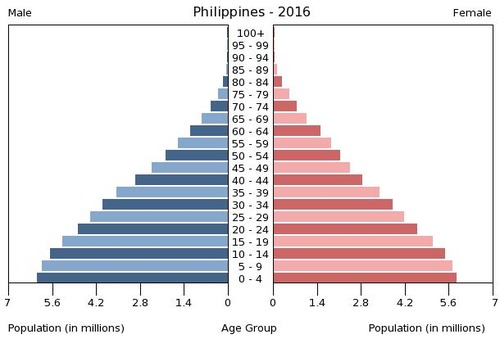 Male Philippines - 2016 Female
100+
95 - 99
90 - 94
85 - 89
80 - 84
75 - 79
70 - 74
65 - 69
60 - 64
55 - 59
50 - 54
45 - 49
40 - 44
35 - 39
30 - 34
25 - 29
20 - 24
15 - 19
10 - 14
5 - 9
0 - 4
7 5.6 4.2 2.8 1.4 0 0 1.4 2.8 4.2 5.6 7
Population (in millions) Age Group Population (in millions)